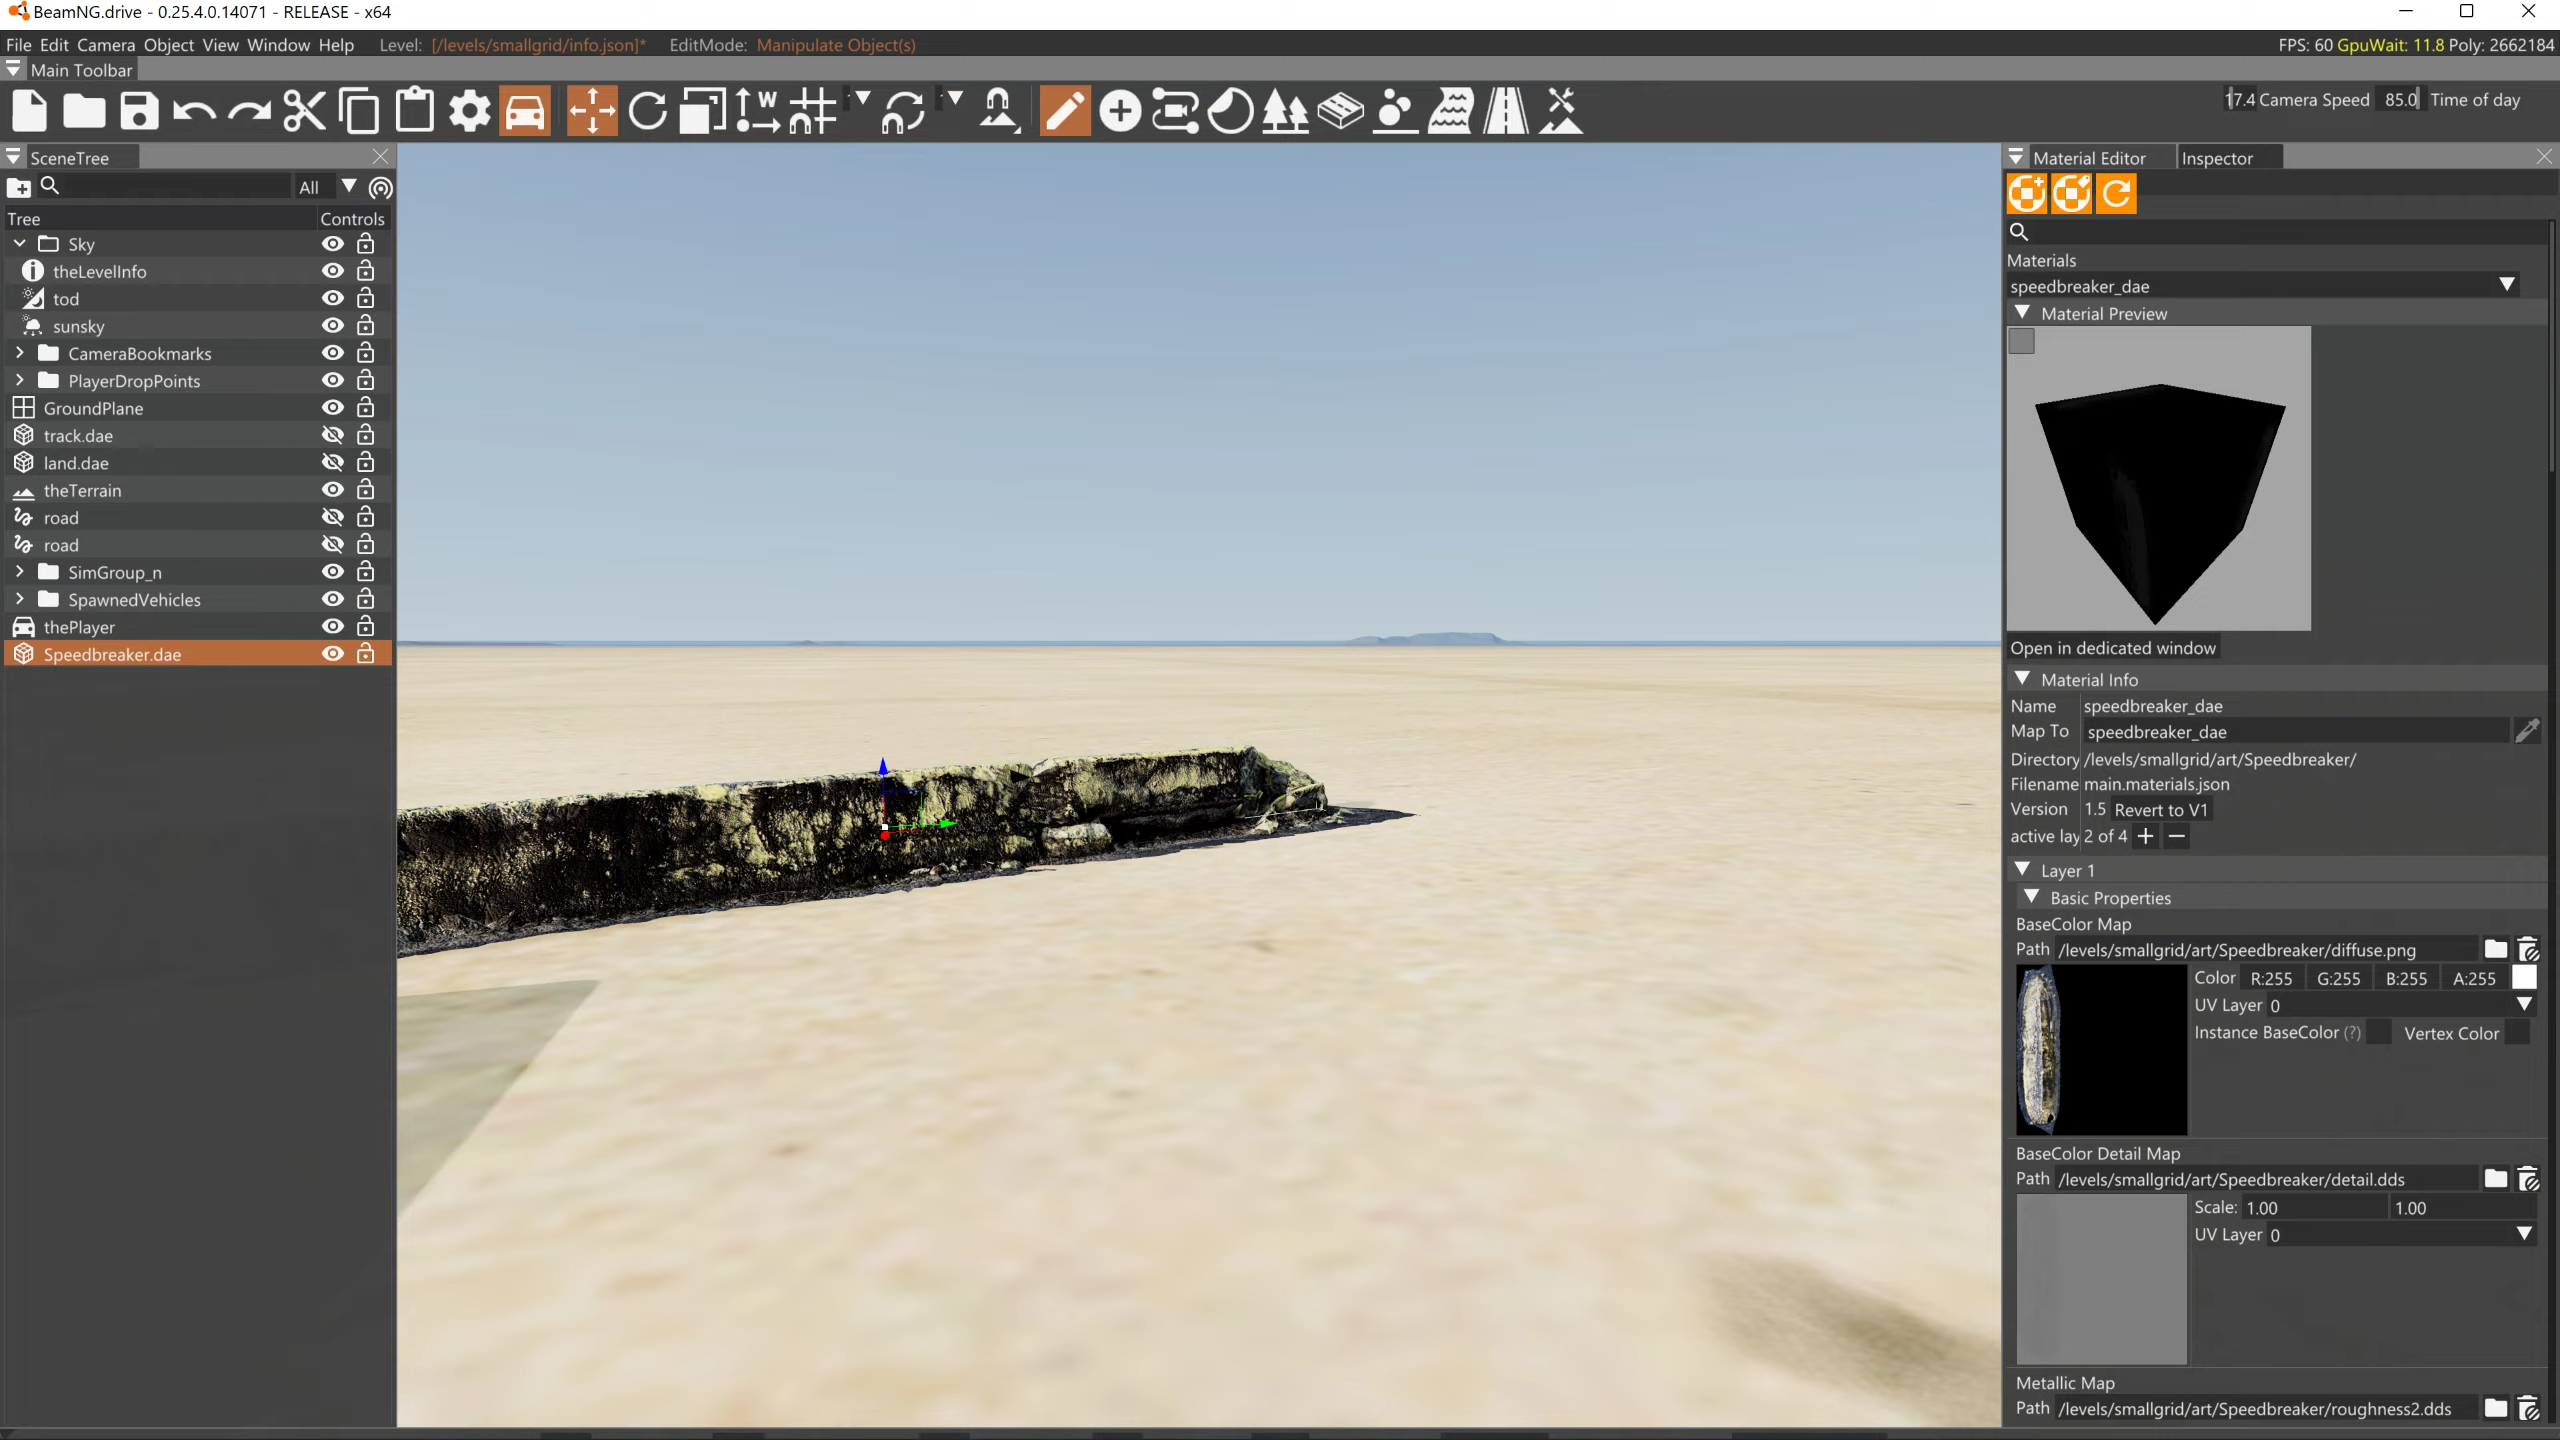 BeamNG.drive - 0.25.4.0.14071 - RELEASE - x64
File Edit Camera Object View Window Help Level: [/levels/smallgrid/info.json]* EditMode: Manipulate Object(s) FPS: 60 GpuWait: 11.8 Poly: 2662184
Main Toolbar
W
17.4 Camera Speed 85.0 Time of day
SceneTree
All
Tree Controls
Sky
theLevelInfo
tod
sunsky
CameraBookmarks
PlayerDropPoints
GroundPlane
track.dae
land.dae
theTerrain
road
road
SimGroup_n
SpawnedVehicles
thePlayer
Speedbreaker.dae
Material Editor Inspector
Materials
speedbreaker_dae
Material Preview
Open in dedicated window
Material Info
Name speedbreaker_dae
Map To speedbreaker_dae
Directory /levels/smallgrid/art/Speedbreaker/
Filename main.materials.json
Version 1.5 Revert to V1
active lay 2 of 4 + −
Layer 1
Basic Properties
BaseColor Map
Path /levels/smallgrid/art/Speedbreaker/diffuse.png
Color R:255 G:255 B:255 A:255
UV Layer 0
Instance BaseColor (?) Vertex Color
BaseColor Detail Map
Path /levels/smallgrid/art/Speedbreaker/detail.dds
Scale: 1.00 1.00
UV Layer 0
Metallic Map
Path /levels/smallgrid/art/Speedbreaker/roughness2.dds